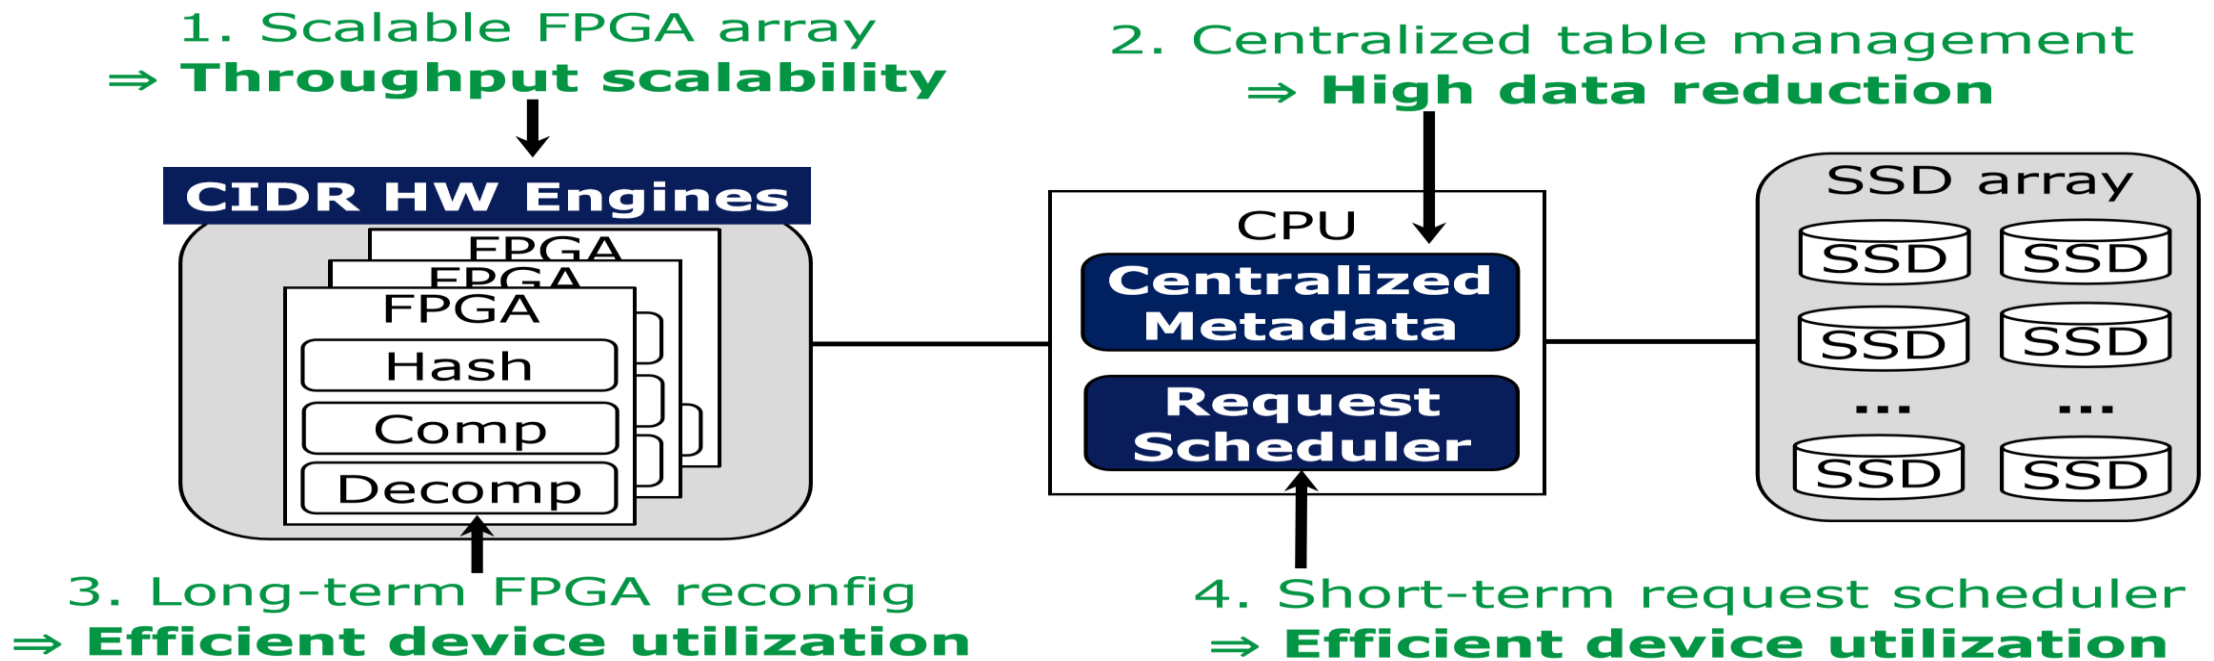 1. Scalable FPGA array
⇒ Throughput scalability
2. Centralized table management
⇒ High data reduction
CIDR HW Engines
FPGA
FPGA
FPGA
Hash
Comp
Decomp
CPU
Centralized
Metadata
Request
Scheduler
SSD array
SSD SSD
SSD SSD
... ...
SSD SSD
3. Long-term FPGA reconfig
⇒ Efficient device utilization
4. Short-term request scheduler
⇒ Efficient device utilization